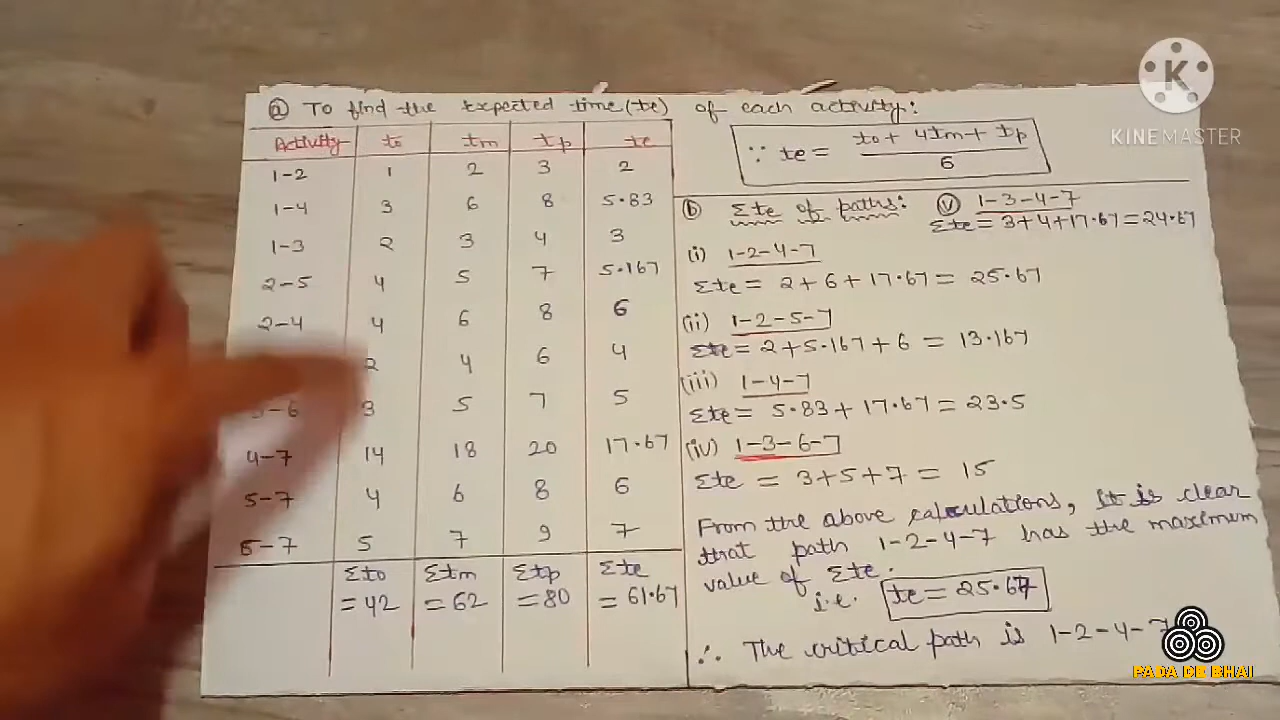 ⓐ To find the Expected time (te) of each activity:
Activity to tm tp te
1-2 1 2 3 2
1-4 3 6 8 5.83
1-3 2 3 4 3
2-5 4 5 7 5.167
2-4 4 6 8 6
2 4 6 4
3-6 3 5 7 5
4-7 14 18 20 17.67
5-7 4 6 8 6
6-7 5 7 9 7
Σto Σtm Σtp Σte
=42 =62 =80 =61.67
∵ te = (to + 4tm + tp)/6
ⓑ Σte of paths:
(i) 1-2-4-7
Σte = 2+6+17.67 = 25.67
(ii) 1-2-5-7
Σte = 2+5.167+6 = 13.167
(iii) 1-4-7
Σte = 5.83+17.67 = 23.5
(iv) 1-3-6-7
Σte = 3+5+7 = 15
ⓥ 1-3-4-7
Σte = 3+4+17.67 = 24.67
From the above calculations, it is clear
that path 1-2-4-7 has the maximum
value of Σte.
i.e. te = 25.67
∴ The critical path is 1-2-4-7
K
KINEMASTER
PADA DE BHAI